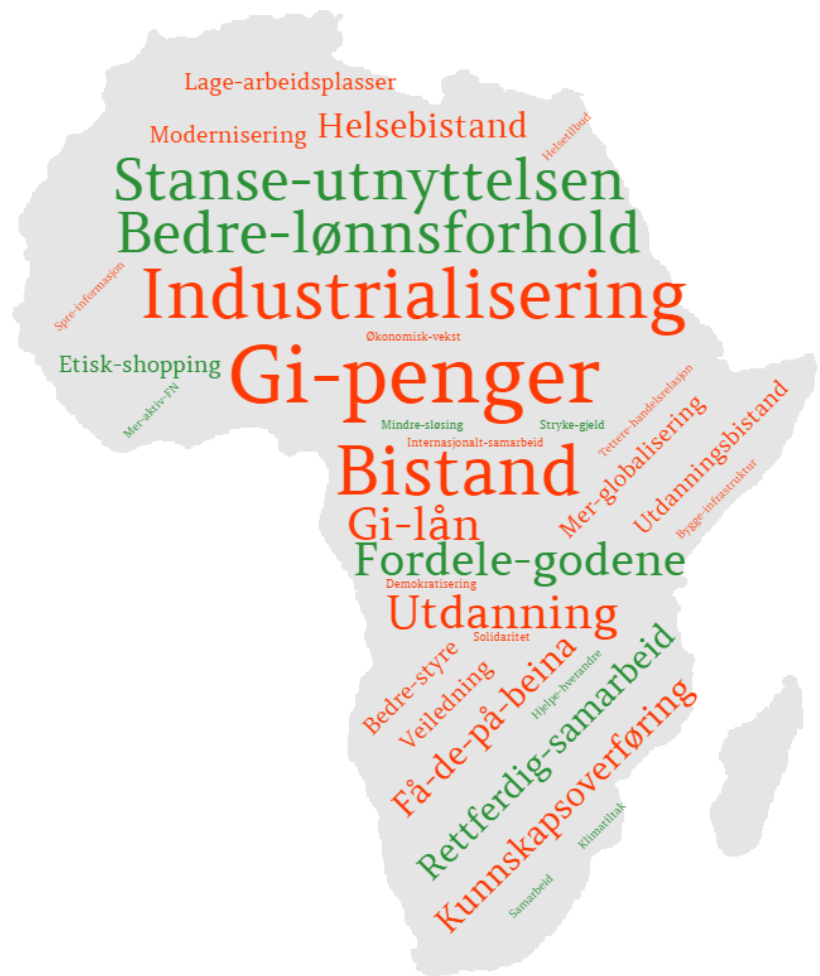 Lage-arbeidsplasser
Helsebistand
Modernisering
Helsetilbud
Stanse-utnyttelsen
Bedre-lønnsforhold
Industrialisering
Spre-informasjon
Økonomisk-vekst
Etisk-shopping
Gi-penger
Mer-aktiv-FN
Mindre-sløsing
Stryke-gjeld
Tettere-handelsrelasjon
Internasjonalt-samarbeid
Bistand
Mer-globalisering
Utdanningsbistand
Bygge-infrastruktur
Gi-lån
Fordele-godene
Demokratisering
Utdanning
Solidaritet
Bedre-styre
Veiledning
Få-de-på-beina
Hjelpe-hverandre
Rettferdig-samarbeid
Kunnskapsoverføring
Klimatiltak
Samarbeid